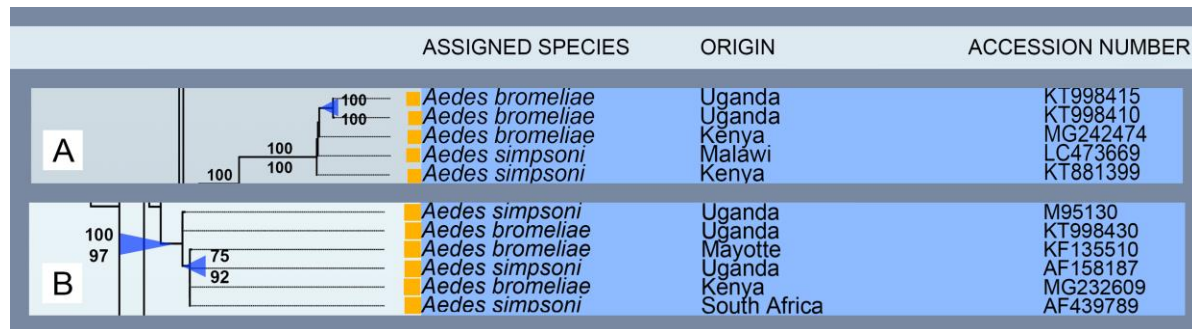 ASSIGNED SPECIES ORIGIN ACCESSION NUMBER
100 Aedes bromeliae Uganda KT998415
100 Aedes bromeliae Uganda KT998410
Aedes bromeliae Kenya MG242474
A 100 Aedes simpsoni Malawi LC473669
100 100 Aedes simpsoni Kenya KT881399
Aedes simpsoni Uganda M95130
100 Aedes bromeliae Uganda KT998430
97 75 Aedes bromeliae Mayotte KF135510
92 Aedes simpsoni Uganda AF158187
B Aedes bromeliae Kenya MG232609
Aedes simpsoni South Africa AF439789